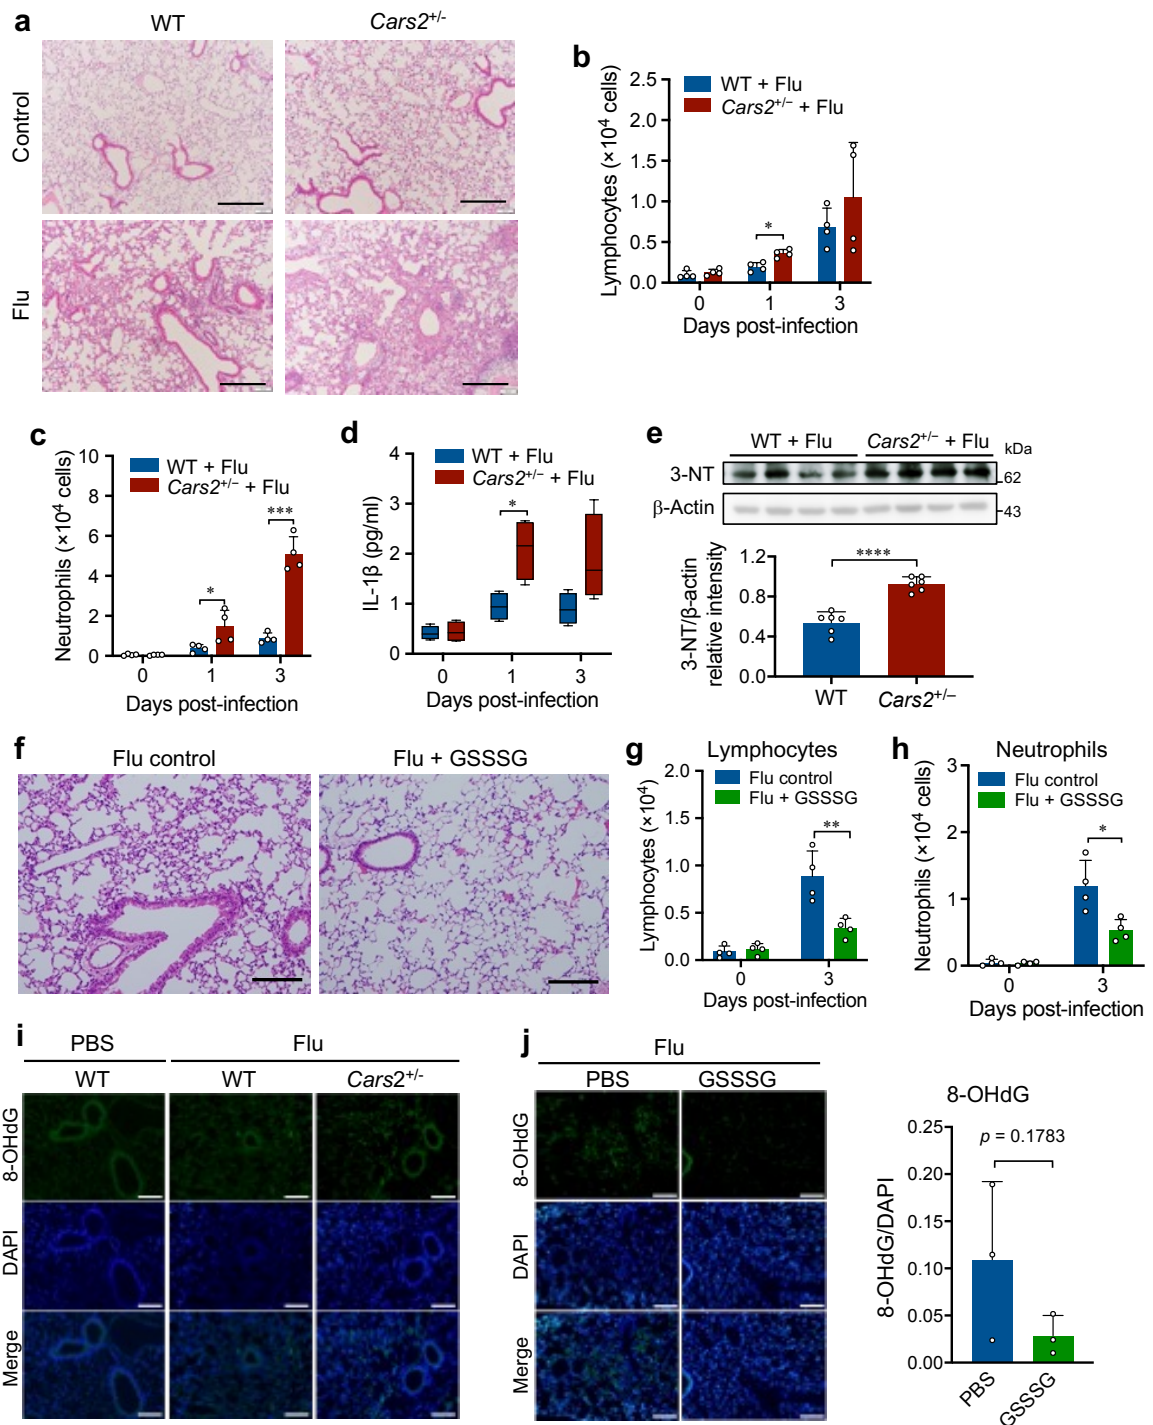 a
WT
Cars2+/-
Control
Flu
b
Lymphocytes (×10⁴ cells)
2.5
2.0
1.5
1.0
0.5
0.0
WT + Flu
Cars2+/− + Flu
*
0
1
3
Days post-infection
c
Neutrophils (×10⁴ cells)
10
8
6
4
2
0
WT + Flu
Cars2+/− + Flu
*
***
0
1
3
Days post-infection
d
IL-1β (pg/ml)
4
3
2
1
0
WT + Flu
Cars2+/− + Flu
*
0
1
3
Days post-infection
e
WT + Flu
Cars2+/− + Flu
kDa
3-NT
62
β-Actin
43
3-NT/β-actin
relative intensity
1.2
0.8
0.4
0.0
****
WT
Cars2+/−
f
Flu control
Flu + GSSSG
g
Lymphocytes
Lymphocytes (×10⁴)
2.0
1.5
1.0
0.5
0.0
Flu control
Flu + GSSSG
**
0
3
Days post-infection
h
Neutrophils
Neutrophils (×10⁴ cells)
3
2
1
0
Flu control
Flu + GSSSG
*
0
3
Days post-infection
i
PBS
Flu
WT
WT
Cars2+/-
8-OHdG
DAPI
Merge
j
Flu
PBS
GSSSG
8-OHdG
DAPI
Merge
8-OHdG
8-OHdG/DAPI
0.25
0.20
0.15
0.10
0.05
0.00
p = 0.1783
PBS
GSSSG